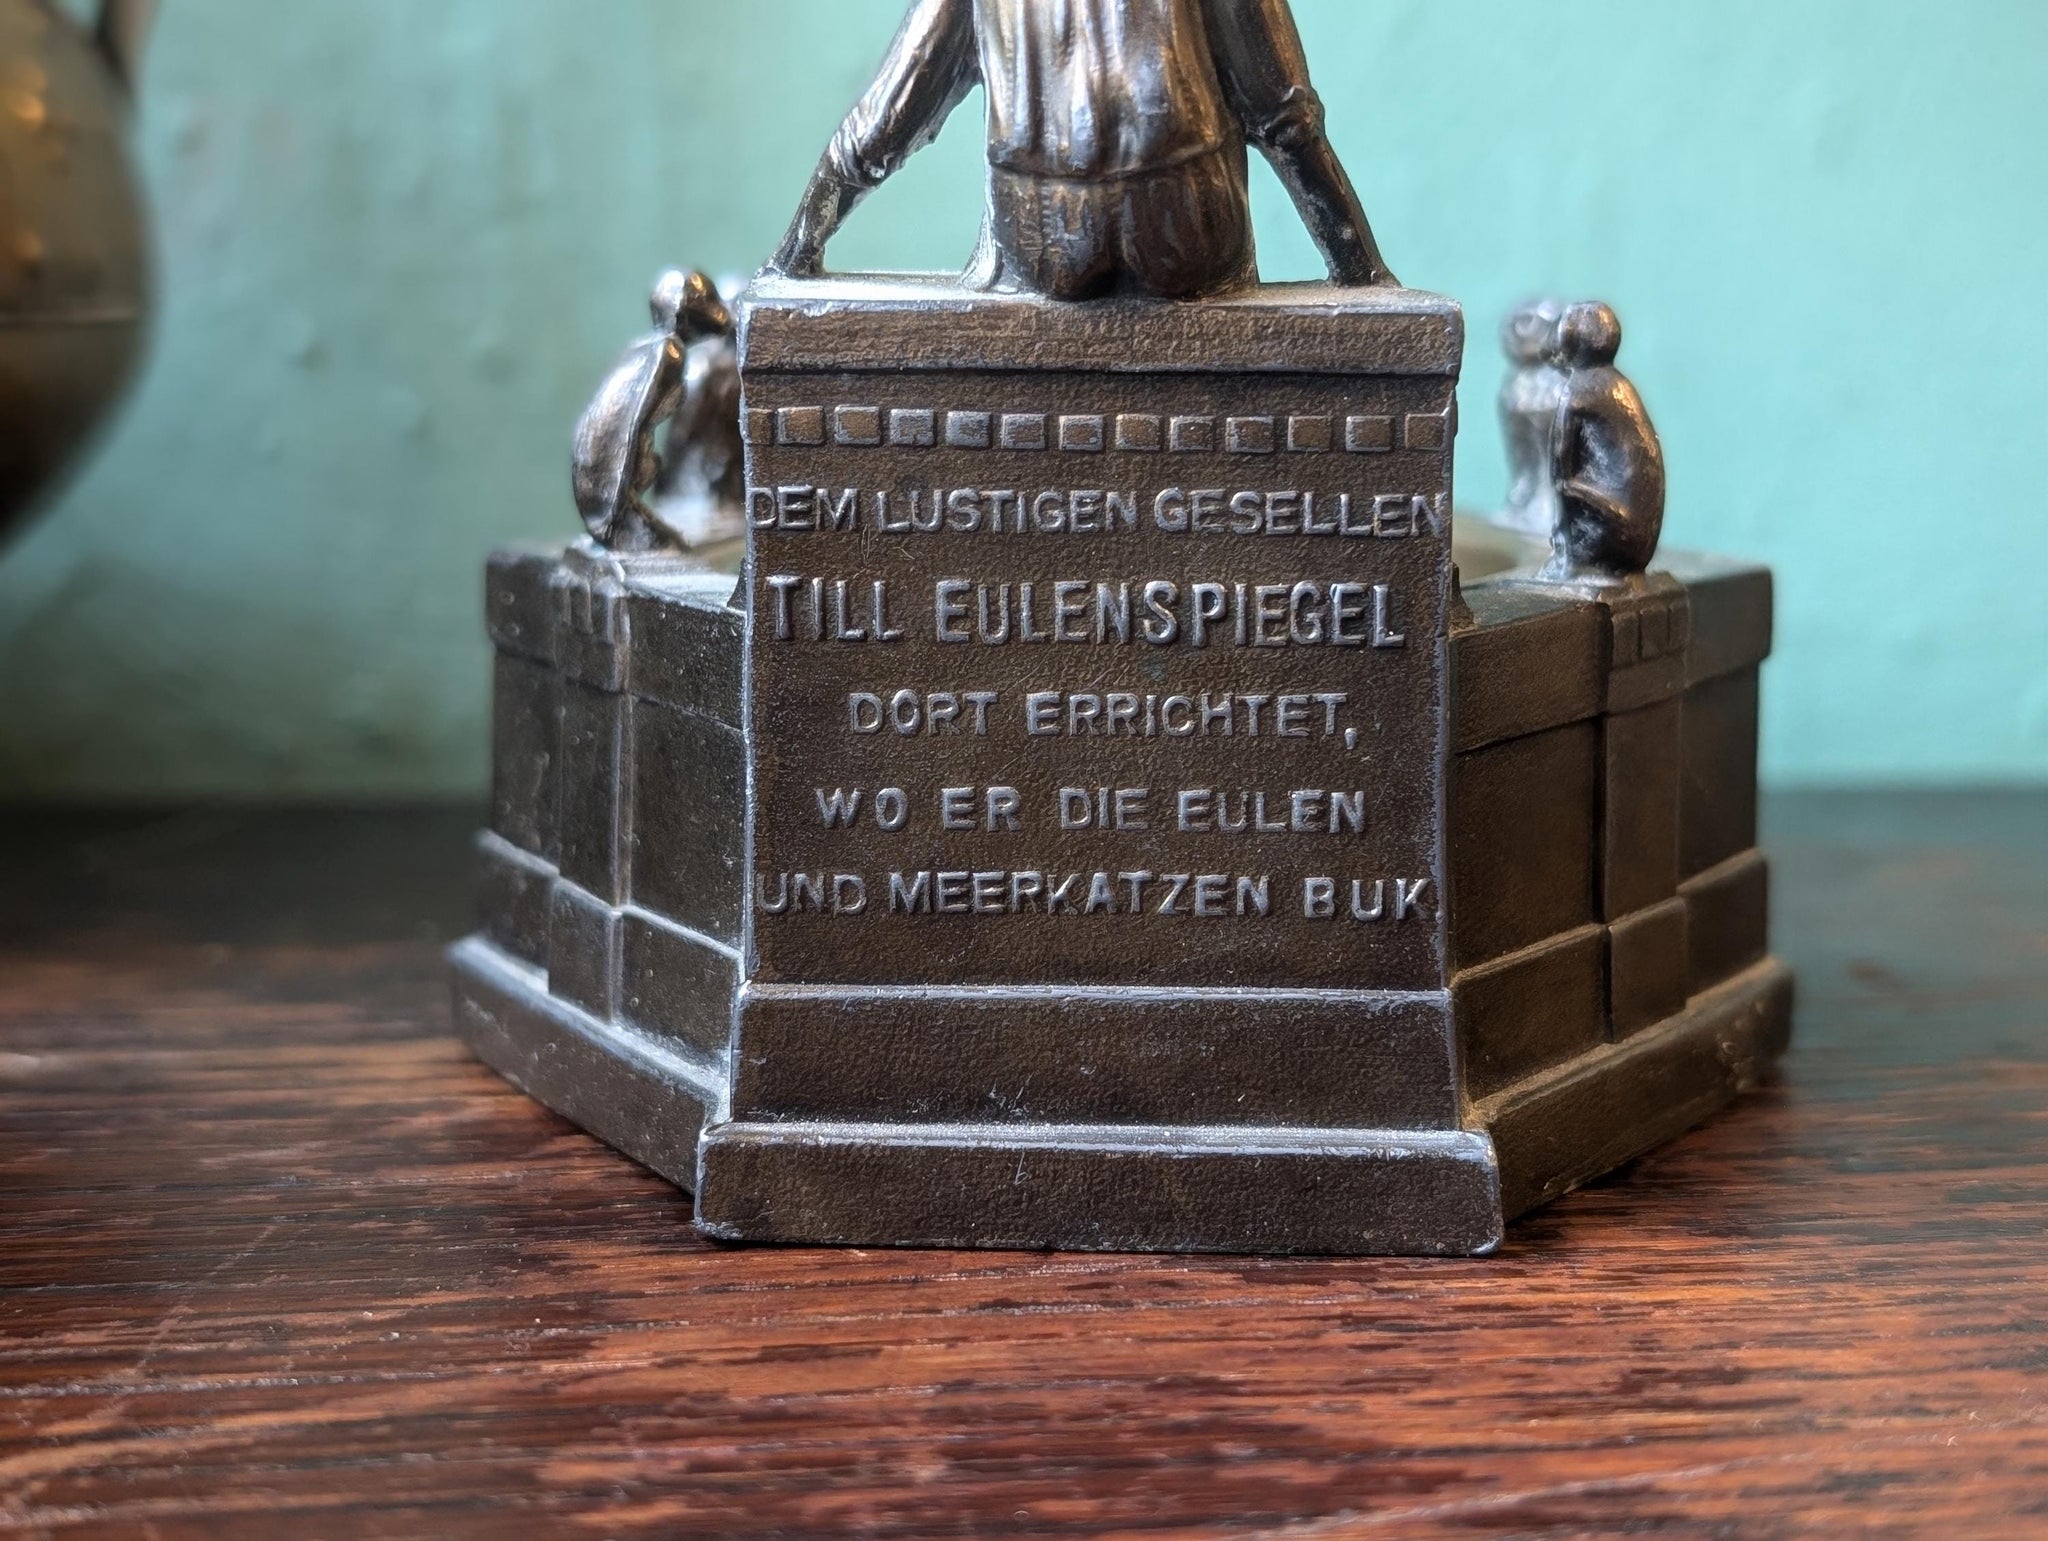 DEM LUSTIGEN GESELLEN
TILL EULENSPIEGEL
DORT ERRICHTET,
WO ER DIE EULEN
UND MEERKATZEN BUK.